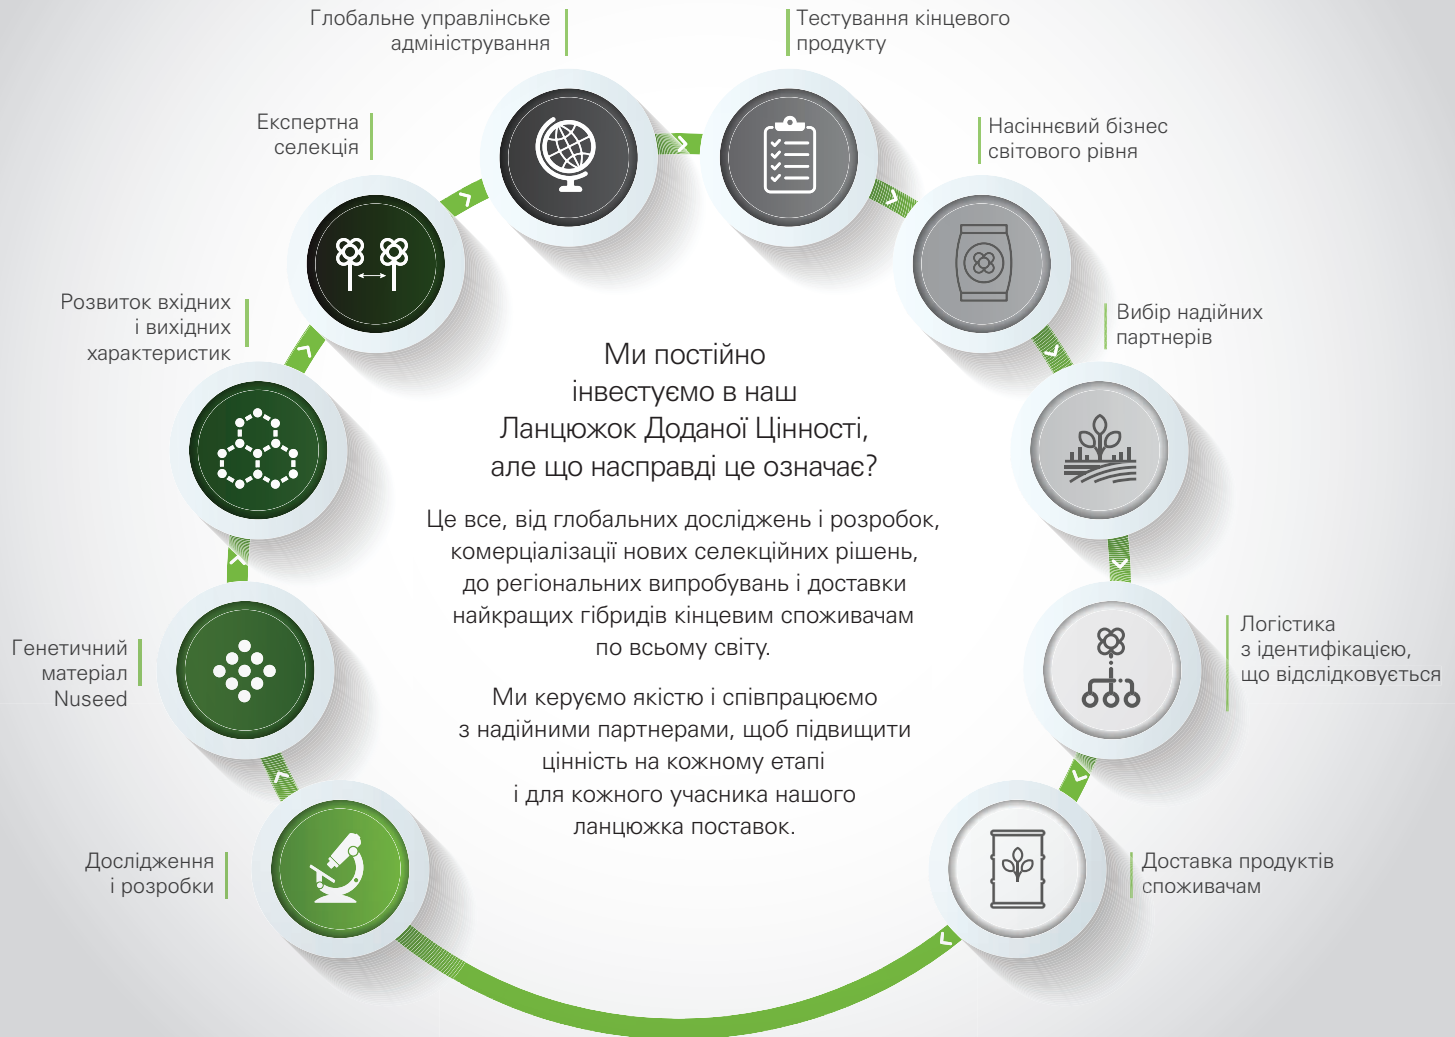 Глобальне управлінське
адміністрування
Тестування кінцевого
продукту
Експертна
селекція
Насіннєвий бізнес
світового рівня
Розвиток вхідних
і вихідних
характеристик
Вибір надійних
партнерів
Ми постійно
інвестуємо в наш
Ланцюжок Доданої Цінності,
але що насправді це означає?
Це все, від глобальних досліджень і розробок,
комерціалізації нових селекційних рішень,
до регіональних випробувань і доставки
найкращих гібридів кінцевим споживачам
по всьому світу.
Генетичний
матеріал
Nuseed
Логістика
з ідентифікацією,
що відслідковується
Ми керуємо якістю і співпрацюємо
з надійними партнерами, щоб підвищити
цінність на кожному етапі
і для кожного учасника нашого
ланцюжка поставок.
Дослідження
і розробки
Доставка продуктів
споживачам